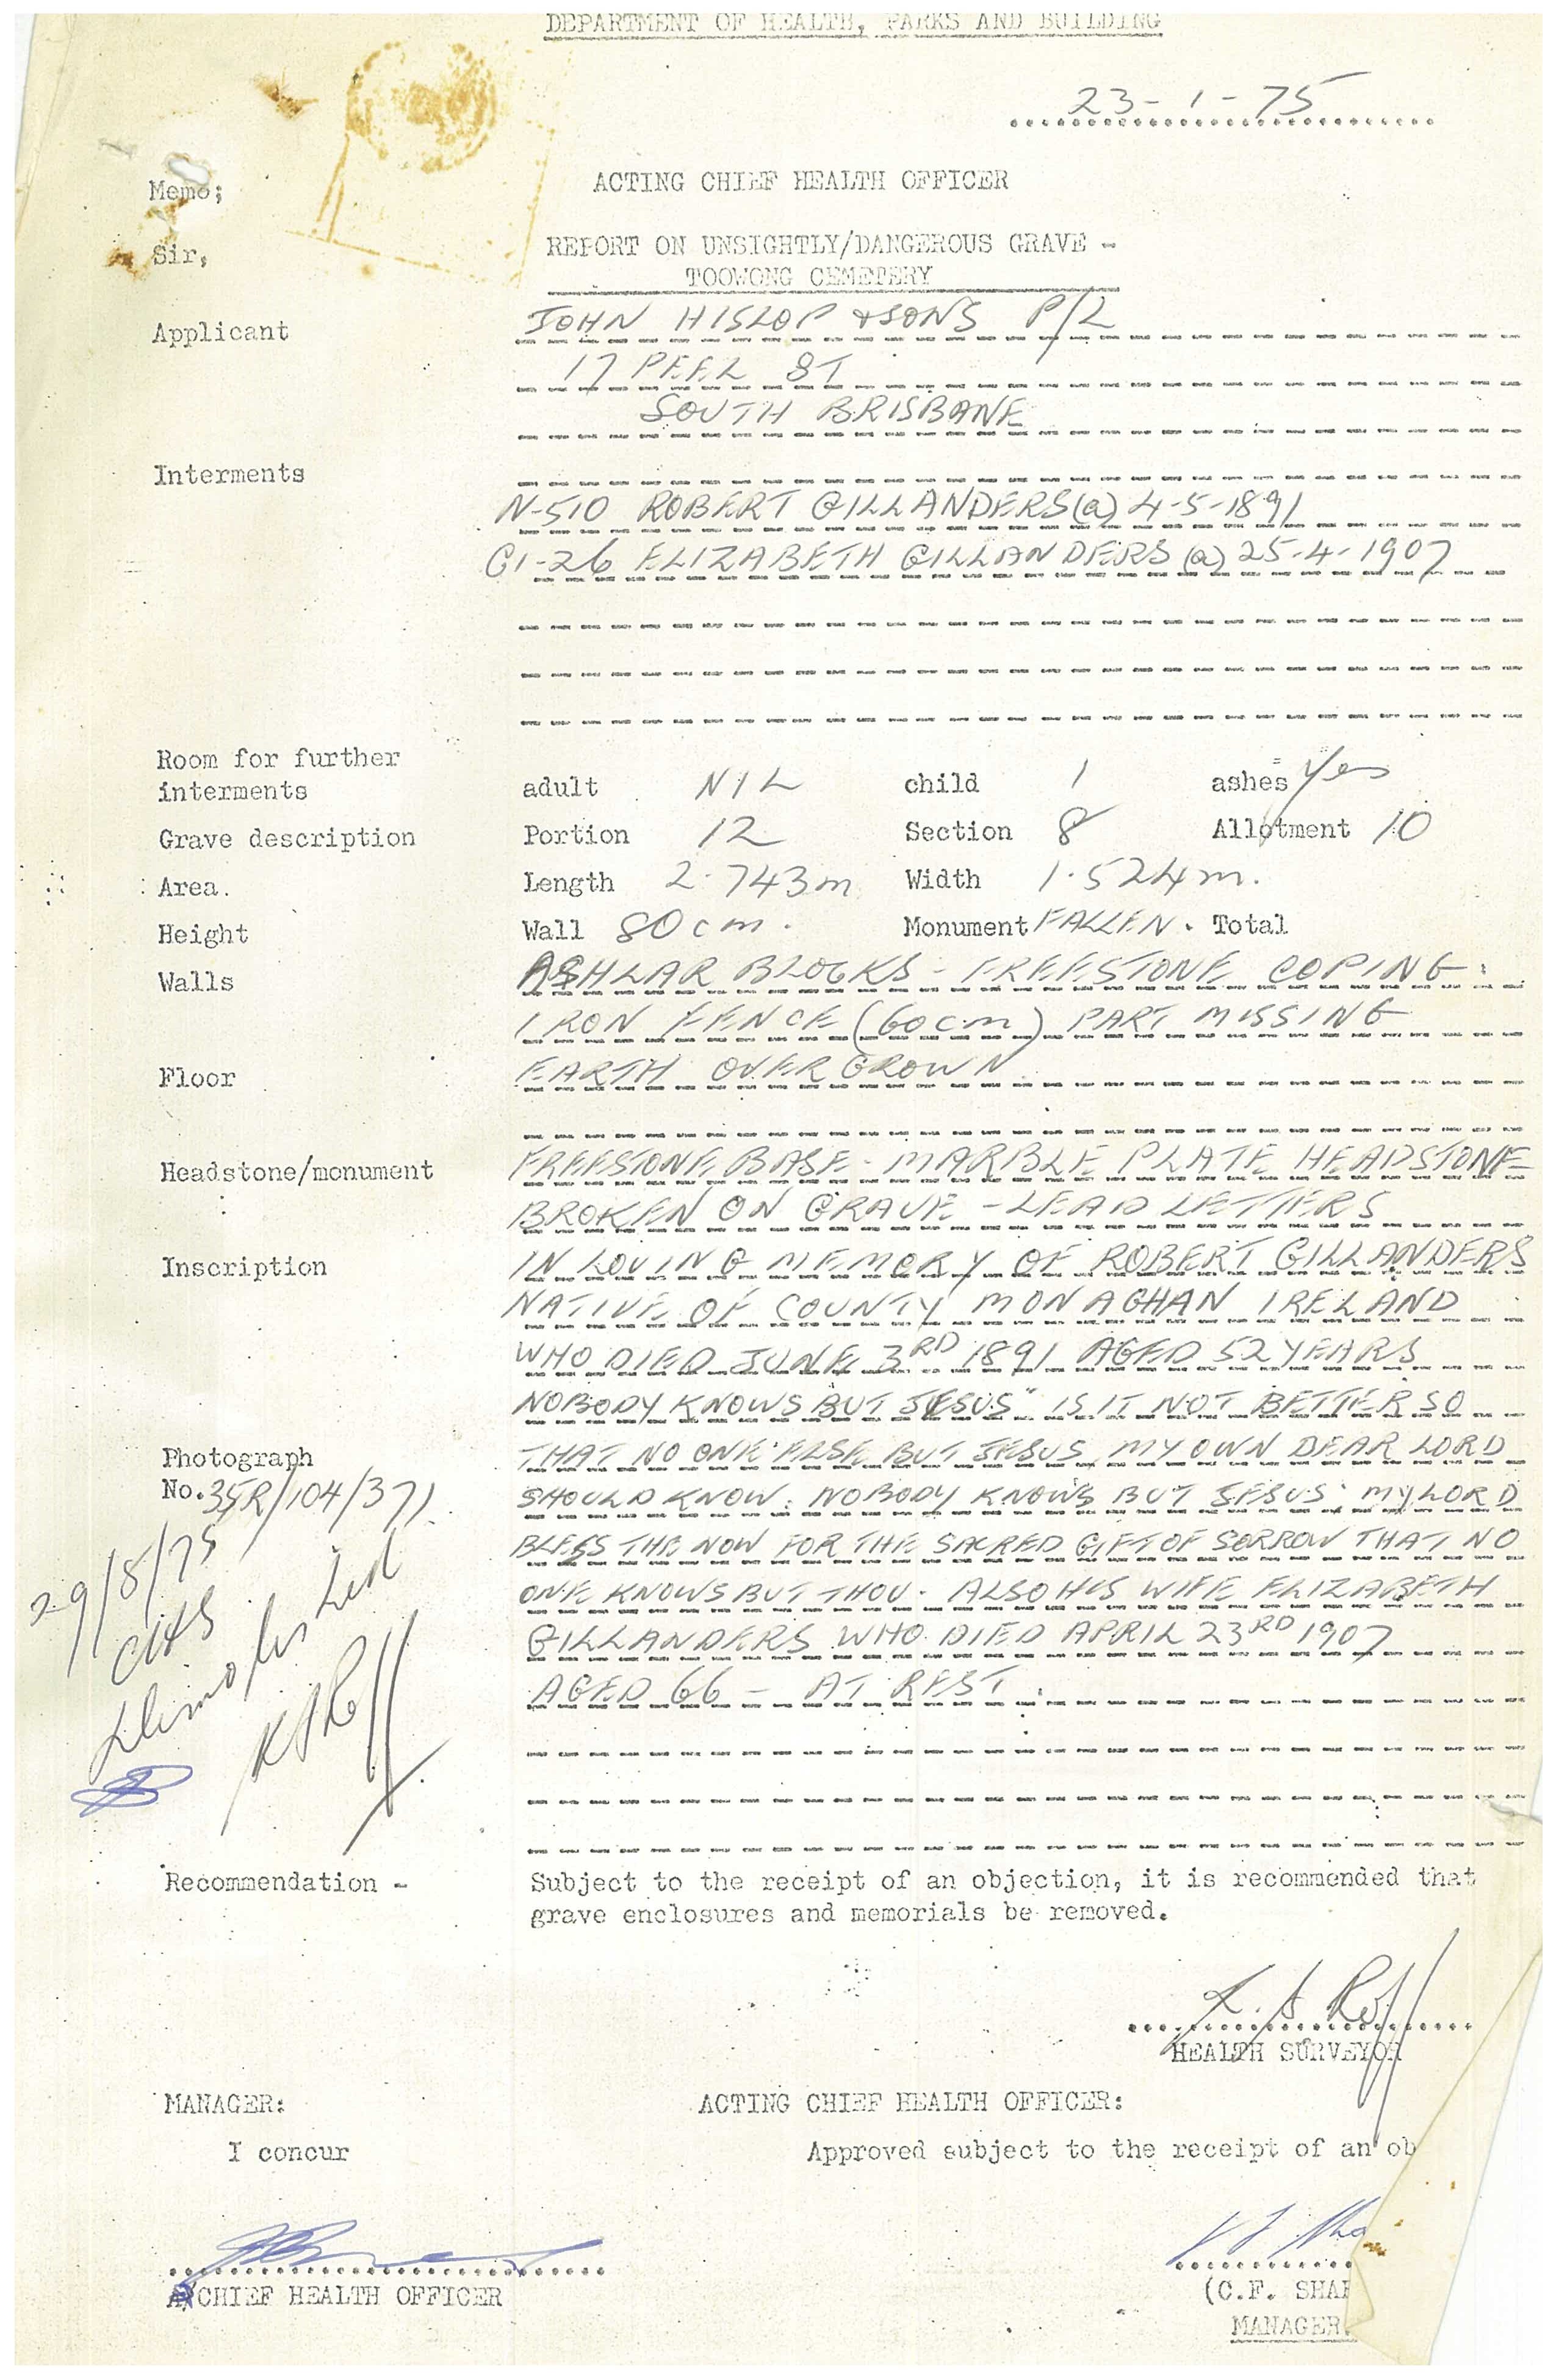 DEPARTMENT OF HEALTH, PARKS AND BUILDING
23-1-75
Memo; ACTING CHIEF HEALTH OFFICER
Sir, REPORT ON UNSIGHTLY/DANGEROUS GRAVE -
TOOWONG CEMETERY
Applicant JOHN HISLOP & SONS P/L
17 PEEL ST
SOUTH BRISBANE
Interments
N-510 ROBERT GILLANDERS (a) 4-5-1891
C1-26 ELIZABETH GILLANDERS (a) 25-4-1907
Room for further
interments adult NIL child 1 ashes Yes
Grave description Portion 12 Section 8 Allotment 10
Area. Length 2.743m Width 1.524m.
Height Wall 80cm. Monument FALLEN. Total
Walls ASHLAR BLOCKS - FREESTONE COPING.
IRON FENCE (60cm) PART MISSING
Floor EARTH OVERGROWN
Headstone/monument FREESTONE BASE - MARBLE PLATE HEADSTONE
BROKEN ON GRAVE - LEAD LETTERS
Inscription IN LOVING MEMORY OF ROBERT GILLANDERS
NATIVE OF COUNTY MONAGHAN IRELAND
WHO DIED JUNE 3RD 1891 AGED 52 YEARS
NOBODY KNOWS BUT JESUS" IS IT NOT BETTER SO
Photograph THAT NO ONE ELSE BUT JESUS, MY OWN DEAR LORD
No. 35R/104/371. SHOULD KNOW. NOBODY KNOWS BUT JESUS' MY LORD
BLESS THE NOW FOR THE SACRED GIFT OF SORROW THAT NO
29/8/75 ONE KNOWS BUT THOU. ALSO HIS WIFE ELIZABETH
GILLANDERS WHO DIED APRIL 23RD 1907
AGED 66 - AT REST.
Recommendation - Subject to the receipt of an objection, it is recommended that
grave enclosures and memorials be removed.
K. A. Roff
HEALTH SURVEYOR
MANAGER: ACTING CHIEF HEALTH OFFICER:
I concur Approved subject to the receipt of an ob
CHIEF HEALTH OFFICER (C.F. SHA
MANAGER.